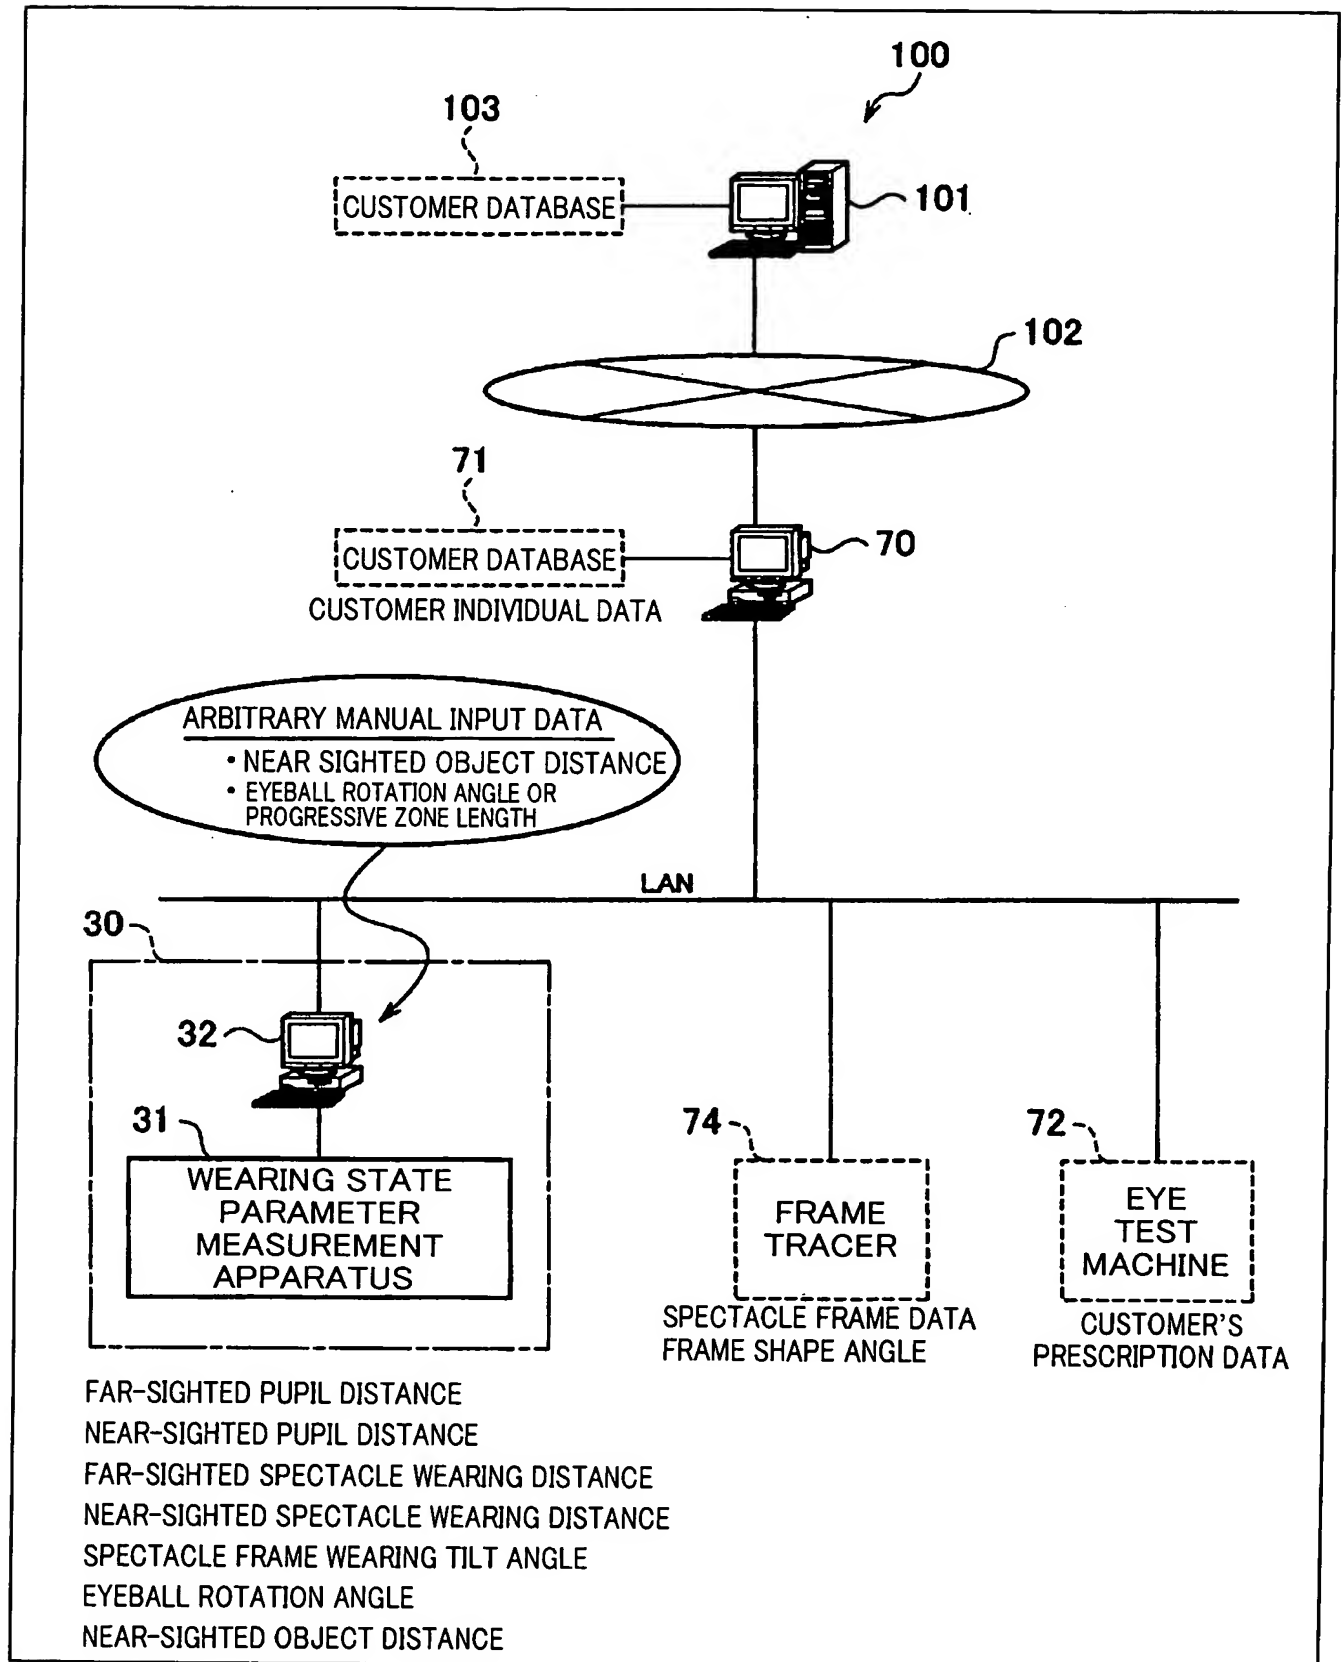 100
103
CUSTOMER DATABASE
101
102
71
CUSTOMER DATABASE
70
CUSTOMER INDIVIDUAL DATA
ARBITRARY MANUAL INPUT DATA
• NEAR SIGHTED OBJECT DISTANCE
• EYEBALL ROTATION ANGLE OR
PROGRESSIVE ZONE LENGTH
LAN
30
32
31
WEARING STATE
PARAMETER
MEASUREMENT
APPARATUS
74
FRAME
TRACER
SPECTACLE FRAME DATA
FRAME SHAPE ANGLE
72
EYE
TEST
MACHINE
CUSTOMER'S
PRESCRIPTION DATA
FAR-SIGHTED PUPIL DISTANCE
NEAR-SIGHTED PUPIL DISTANCE
FAR-SIGHTED SPECTACLE WEARING DISTANCE
NEAR-SIGHTED SPECTACLE WEARING DISTANCE
SPECTACLE FRAME WEARING TILT ANGLE
EYEBALL ROTATION ANGLE
NEAR-SIGHTED OBJECT DISTANCE